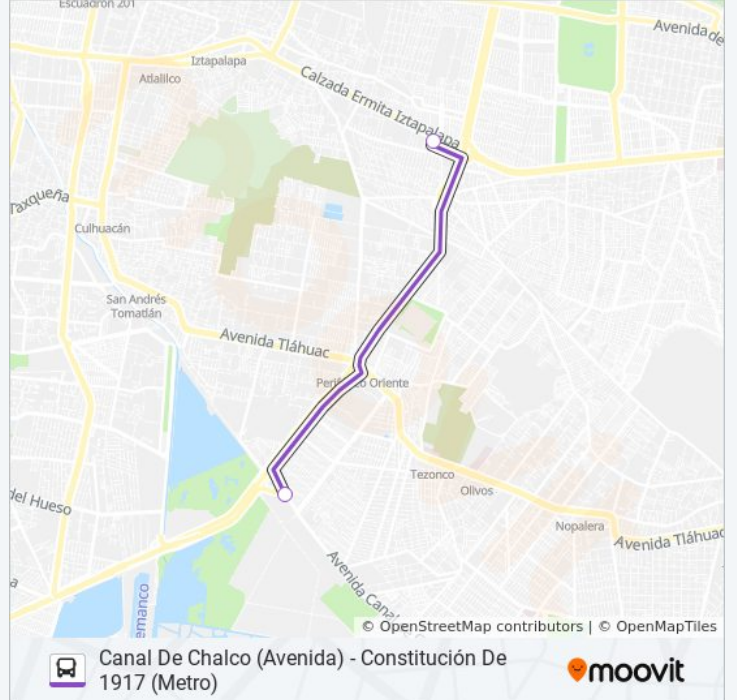 Escuadrón 201
Avenida de
Iztapalapa
Atlalilco
Calzada Ermita Iztapalapa
Taxqueña
Culhuacán
San Andrés
Tomatlán
Avenida Tláhuac
Periférico Oriente
Tezonco
Olivos
del Hueso
Nopalera
Avenida Tláhuac
Avenida Canal
emanco
a
© OpenStreetMap contributors | © OpenMapTiles
Canal De Chalco (Avenida) - Constitución De
1917 (Metro)
moovit